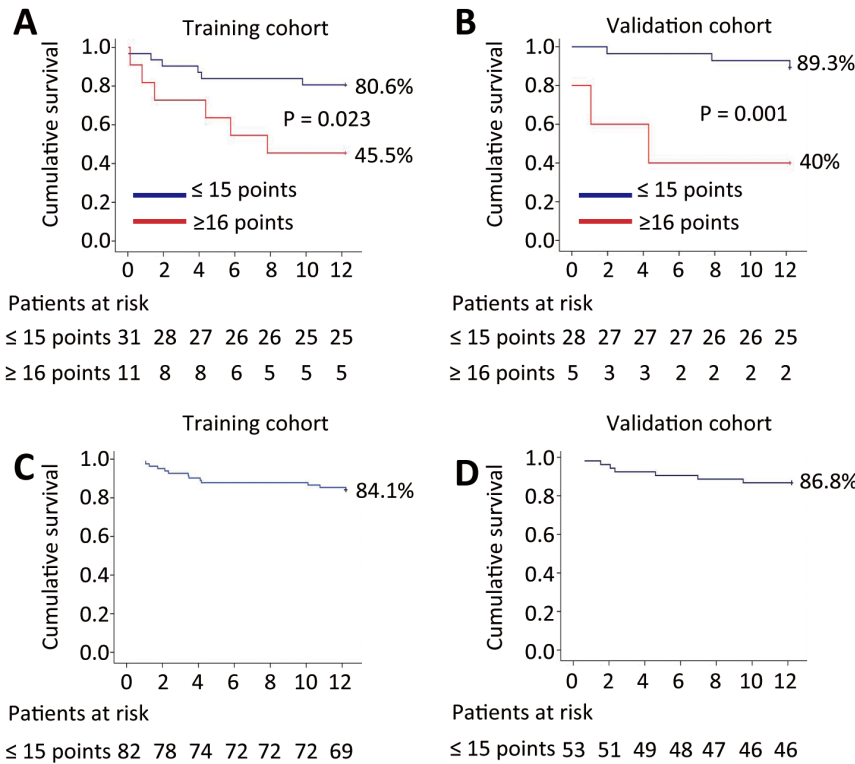 A
Training cohort
Cumulative survival
1.0
0.8
0.6
0.4
0.2
0.0
80.6%
P = 0.023
45.5%
≤ 15 points
≥16 points
0 2 4 6 8 10 12
Patients at risk
≤ 15 points 31 28 27 26 26 25 25
≥ 16 points 11 8 8 6 5 5 5
B
Validation cohort
Cumulative survival
1.0
0.8
0.6
0.4
0.2
0.0
89.3%
P = 0.001
40%
≤ 15 points
≥16 points
0 2 4 6 8 10 12
Patients at risk
≤ 15 points 28 27 27 27 26 26 25
≥ 16 points 5 3 3 2 2 2 2
C
Training cohort
Cumulative survival
1.0
0.8
0.6
0.4
0.2
0.0
84.1%
0 2 4 6 8 10 12
Patients at risk
≤ 15 points 82 78 74 72 72 72 69
D
Validation cohort
Cumulative survival
1.0
0.8
0.6
0.4
0.2
0.0
86.8%
0 2 4 6 8 10 12
Patients at risk
≤ 15 points 53 51 49 48 47 46 46